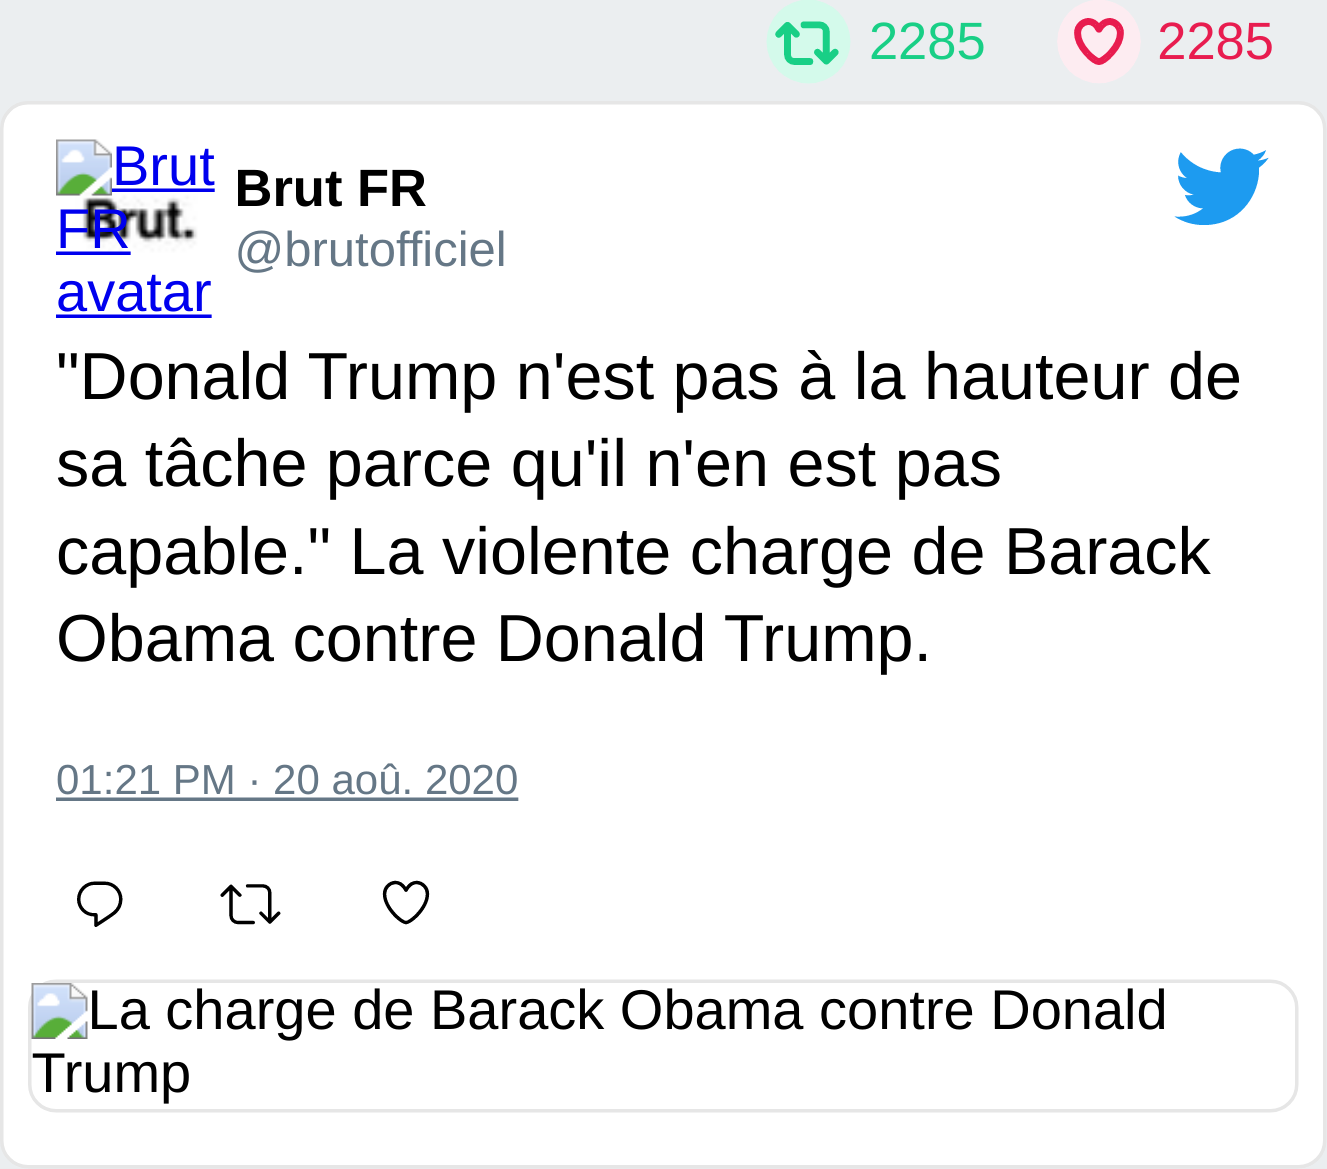 2285 2285
Brut FR avatar
Brut.
Brut FR
@brutofficiel
"Donald Trump n'est pas à la hauteur de
sa tâche parce qu'il n'en est pas
capable." La violente charge de Barack
Obama contre Donald Trump.
01:21 PM · 20 aoû. 2020
La charge de Barack Obama contre Donald
Trump